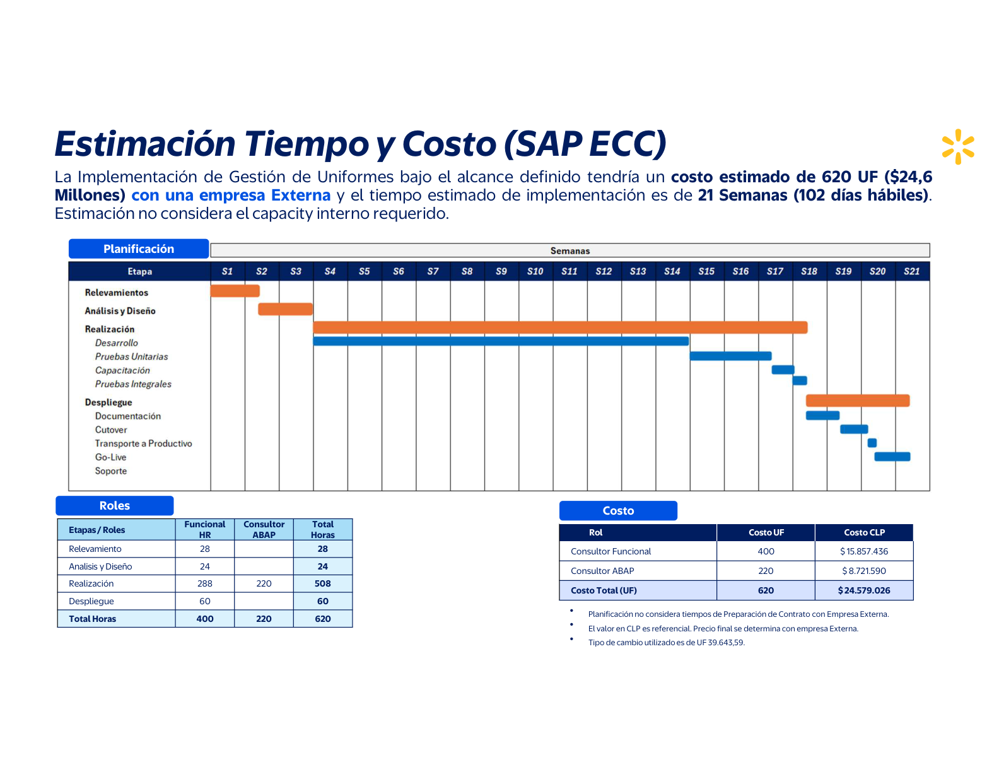 Estimación Tiempo y Costo (SAP ECC)
La Implementación de Gestión de Uniformes bajo el alcance definido tendría un costo estimado de 620 UF ($24,6
Millones) con una empresa Externa y el tiempo estimado de implementación es de 21 Semanas (102 días hábiles).
Estimación no considera el capacity interno requerido.
Planificación
Semanas
Etapa S1 S2 S3 S4 S5 S6 S7 S8 S9 S10 S11 S12 S13 S14 S15 S16 S17 S18 S19 S20 S21
Relevamientos
Análisis y Diseño
Realización
Desarrollo
Pruebas Unitarias
Capacitación
Pruebas Integrales
Despliegue
Documentación
Cutover
Transporte a Productivo
Go-Live
Soporte
Roles
Etapas / Roles Funcional HR Consultor ABAP Total Horas
Relevamiento 28 28
Analisis y Diseño 24 24
Realización 288 220 508
Despliegue 60 60
Total Horas 400 220 620
Costo
Rol Costo UF Costo CLP
Consultor Funcional 400 $ 15.857.436
Consultor ABAP 220 $ 8.721.590
Costo Total (UF) 620 $ 24.579.026
• Planificación no considera tiempos de Preparación de Contrato con Empresa Externa.
• El valor en CLP es referencial. Precio final se determina con empresa Externa.
• Tipo de cambio utilizado es de UF 39.643,59.